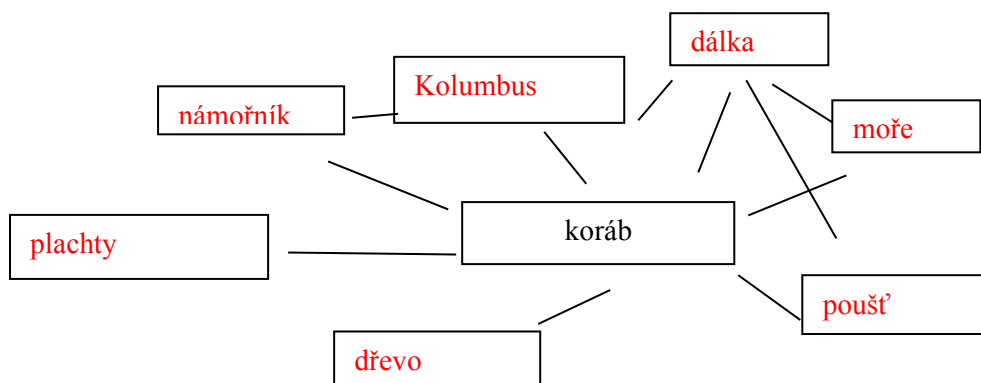 dálka
Kolumbus
námořník
moře
koráb
plachty
poušť
dřevo